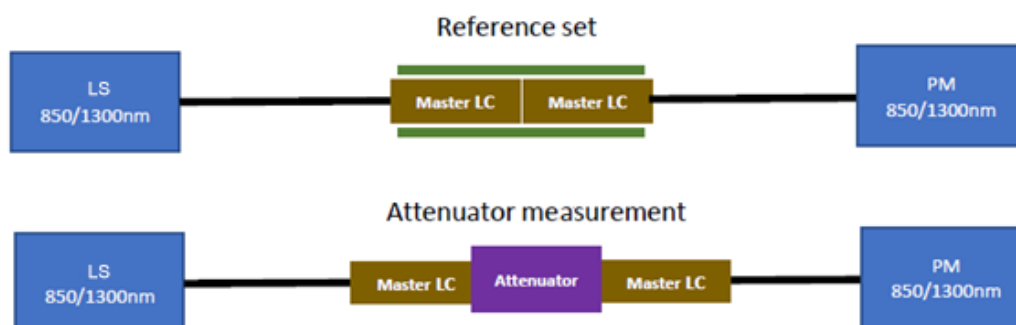 Reference set
LS
850/1300nm
Master LC
Master LC
PM
850/1300nm
Attenuator measurement
LS
850/1300nm
Master LC
Attenuator
Master LC
PM
850/1300nm